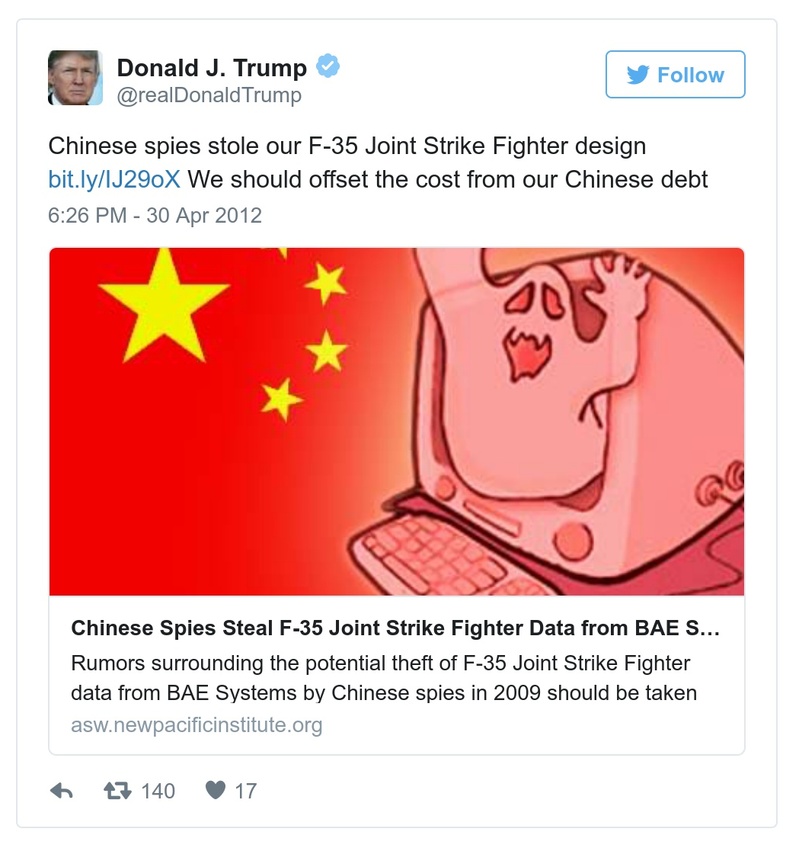 Donald J. Trump
@realDonaldTrump
Follow
Chinese spies stole our F-35 Joint Strike Fighter design
bit.ly/IJ29oX We should offset the cost from our Chinese debt
6:26 PM - 30 Apr 2012
Chinese Spies Steal F-35 Joint Strike Fighter Data from BAE S…
Rumors surrounding the potential theft of F-35 Joint Strike Fighter
data from BAE Systems by Chinese spies in 2009 should be taken
asw.newpacificinstitute.org
140
17